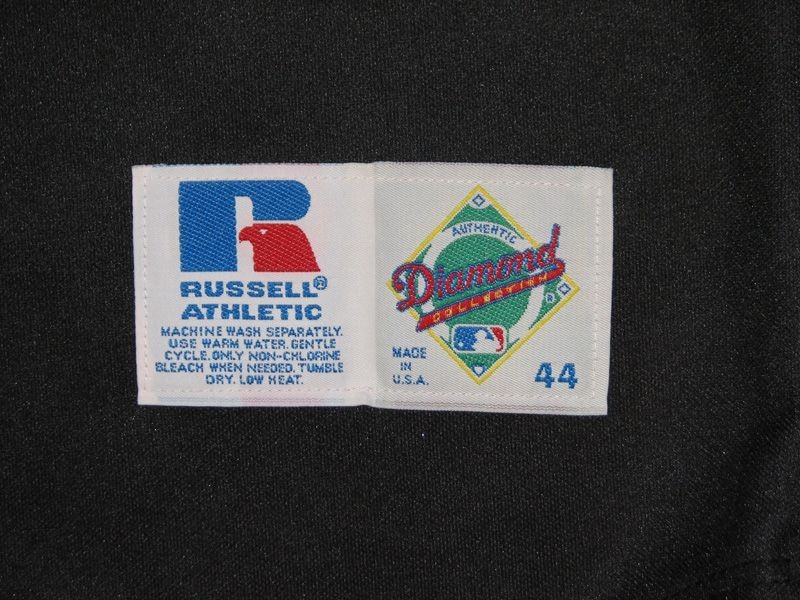 RUSSELL®
ATHLETIC
MACHINE WASH SEPARATELY.
USE WARM WATER. GENTLE
CYCLE. ONLY NON-CHLORINE
BLEACH WHEN NEEDED. TUMBLE
DRY. LOW HEAT.
AUTHENTIC
Diamond
COLLECTION
®
MADE
IN
U.S.A.
44